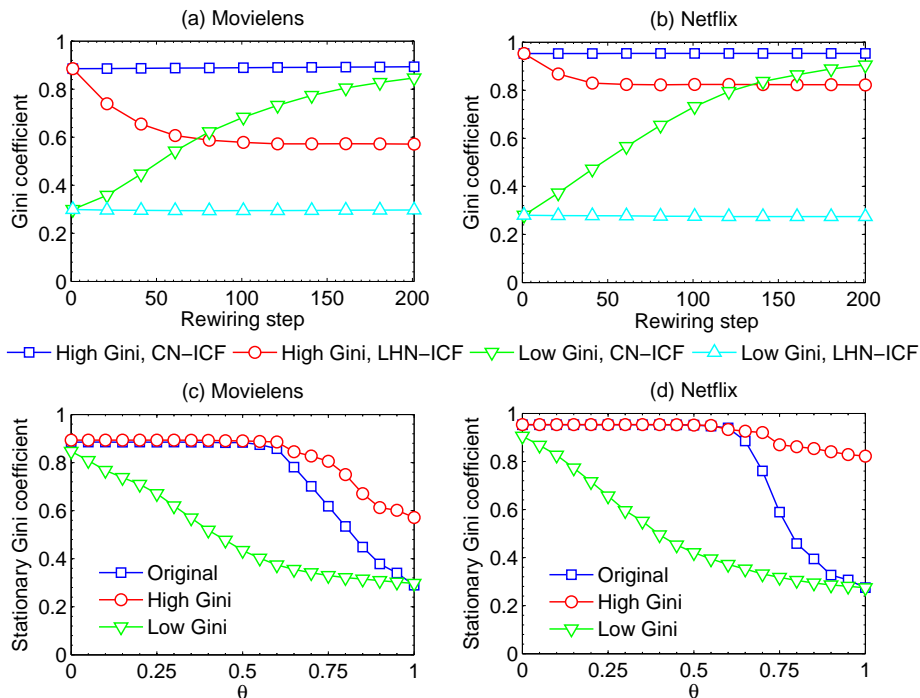 (a) Movielens
(b) Netflix
Gini coefficient
1
0.8
0.6
0.4
0.2
0
0 50 100 150 200
Rewiring step
Gini coefficient
1
0.8
0.6
0.4
0.2
0
0 50 100 150 200
Rewiring step
High Gini, CN−ICF High Gini, LHN−ICF Low Gini, CN−ICF Low Gini, LHN−ICF
(c) Movielens
(d) Netflix
Stationary Gini coefficient
1
0.8
0.6
0.4
0.2
0
Original
High Gini
Low Gini
0 0.25 0.5 0.75 1
θ
Stationary Gini coefficient
1
0.8
0.6
0.4
0.2
0
Original
High Gini
Low Gini
0 0.25 0.5 0.75 1
θ